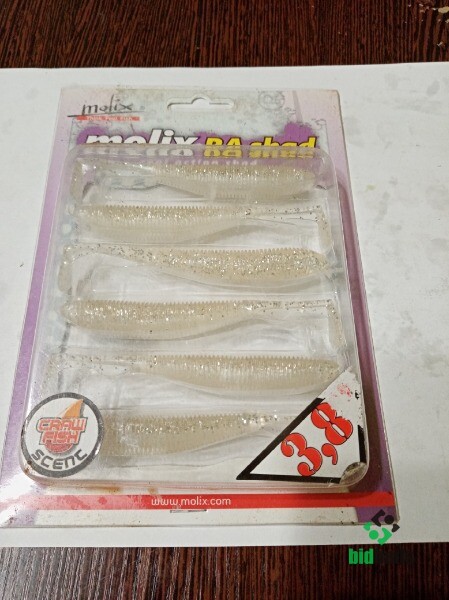 molix
molix RA shad
CRAW
FISH
SCENT
3,8
www.molix.com
bid